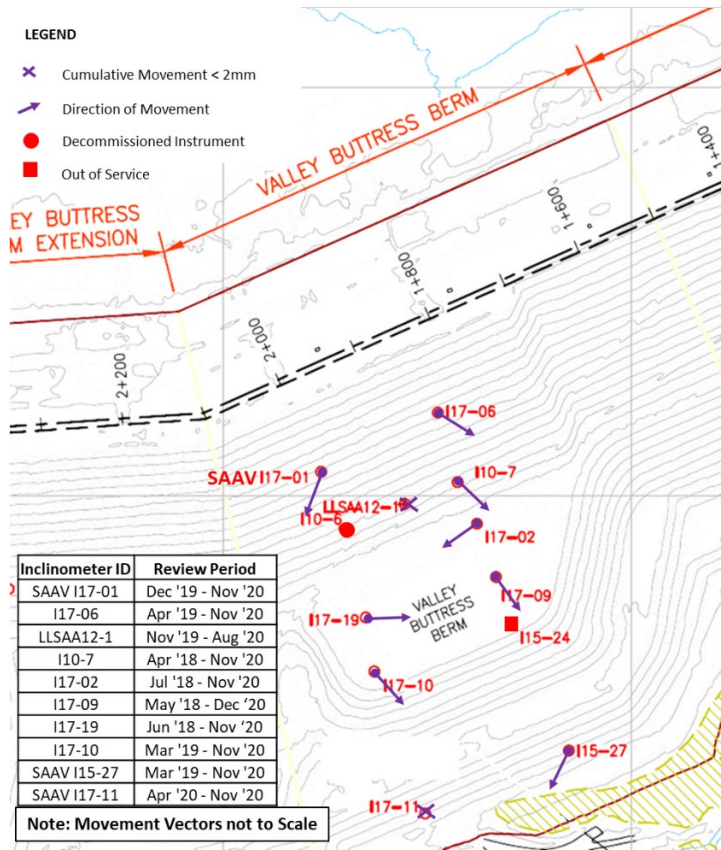 LEGEND
Cumulative Movement < 2mm
Direction of Movement
Decommissioned Instrument
Out of Service
VALLEY BUTTRESS BERM
EY BUTTRESS
M EXTENSION
1+400
1+600
1+800
2+000
2+200
I17-06
SAAV I17-01
I10-7
LLSAA12-1
I10-6
I17-02
I17-09
I17-19
VALLEY
BUTTRESS
BERM
I15-24
I17-10
I15-27
I17-11
Inclinometer ID Review Period
SAAV I17-01 Dec '19 - Nov '20
I17-06 Apr '19 - Nov '20
LLSAA12-1 Nov '19 - Aug '20
I10-7 Apr '18 - Nov '20
I17-02 Jul '18 - Nov '20
I17-09 May '18 - Dec ‘20
I17-19 Jun '18 - Nov ‘20
I17-10 Mar '19 - Nov '20
SAAV I15-27 Mar '19 - Nov '20
SAAV I17-11 Apr '20 - Nov '20
Note: Movement Vectors not to Scale